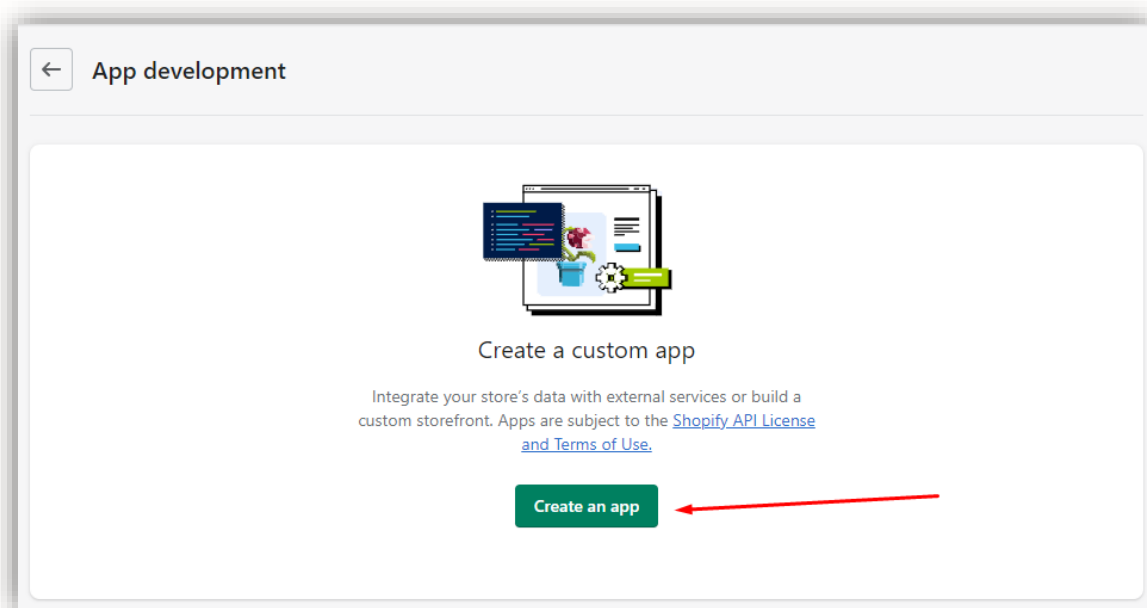 App development
Create a custom app
Integrate your store's data with external services or build a
custom storefront. Apps are subject to the Shopify API License
and Terms of Use.
Create an app